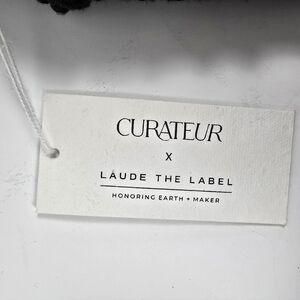 CURATEUR
X
LAUDE THE LABEL
HONORING EARTH + MAKER